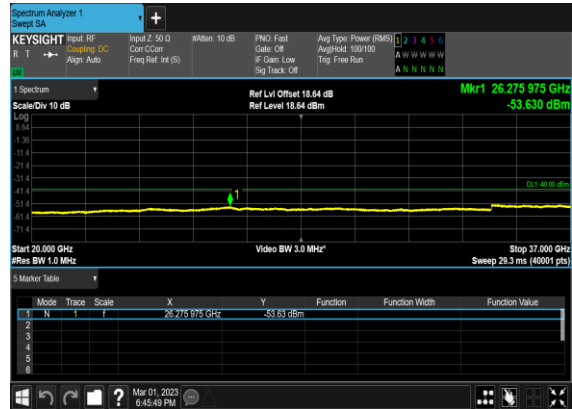 Spectrum Analyzer 1
Swept SA
+
KEYSIGHT Input: RF Input Z: 50 Ω #Atten: 10 dB PNO: Fast Avg Type: Power (RMS) 1 2 3 4 5 6
R T Coupling: DC Corr CCorr Gate: Off Avg|Hold: 100/100 A W W W W W
Align: Auto Freq Ref: Int (S) IF Gain: Low Trig: Free Run A N N N N N
Sig Track: Off
1 Spectrum
Ref Lvl Offset 18.64 dB Mkr1 26.275 975 GHz
Scale/Div 10 dB Ref Level 18.64 dBm -53.630 dBm
Log
8.64
-1.36
-11.4
-21.4
-31.4
-41.4 DL1 -40.00 dBm
1
-51.4
-61.4
-71.4
Start 20.000 GHz Video BW 3.0 MHz* Stop 37.000 GHz
#Res BW 1.0 MHz Sweep 29.3 ms (40001 pts)
5 Marker Table
Mode Trace Scale X Y Function Function Width Function Value
1 N 1 f 26.275 975 GHz -53.63 dBm
2
3
4
5
6
? Mar 01, 2023
6:45:49 PM